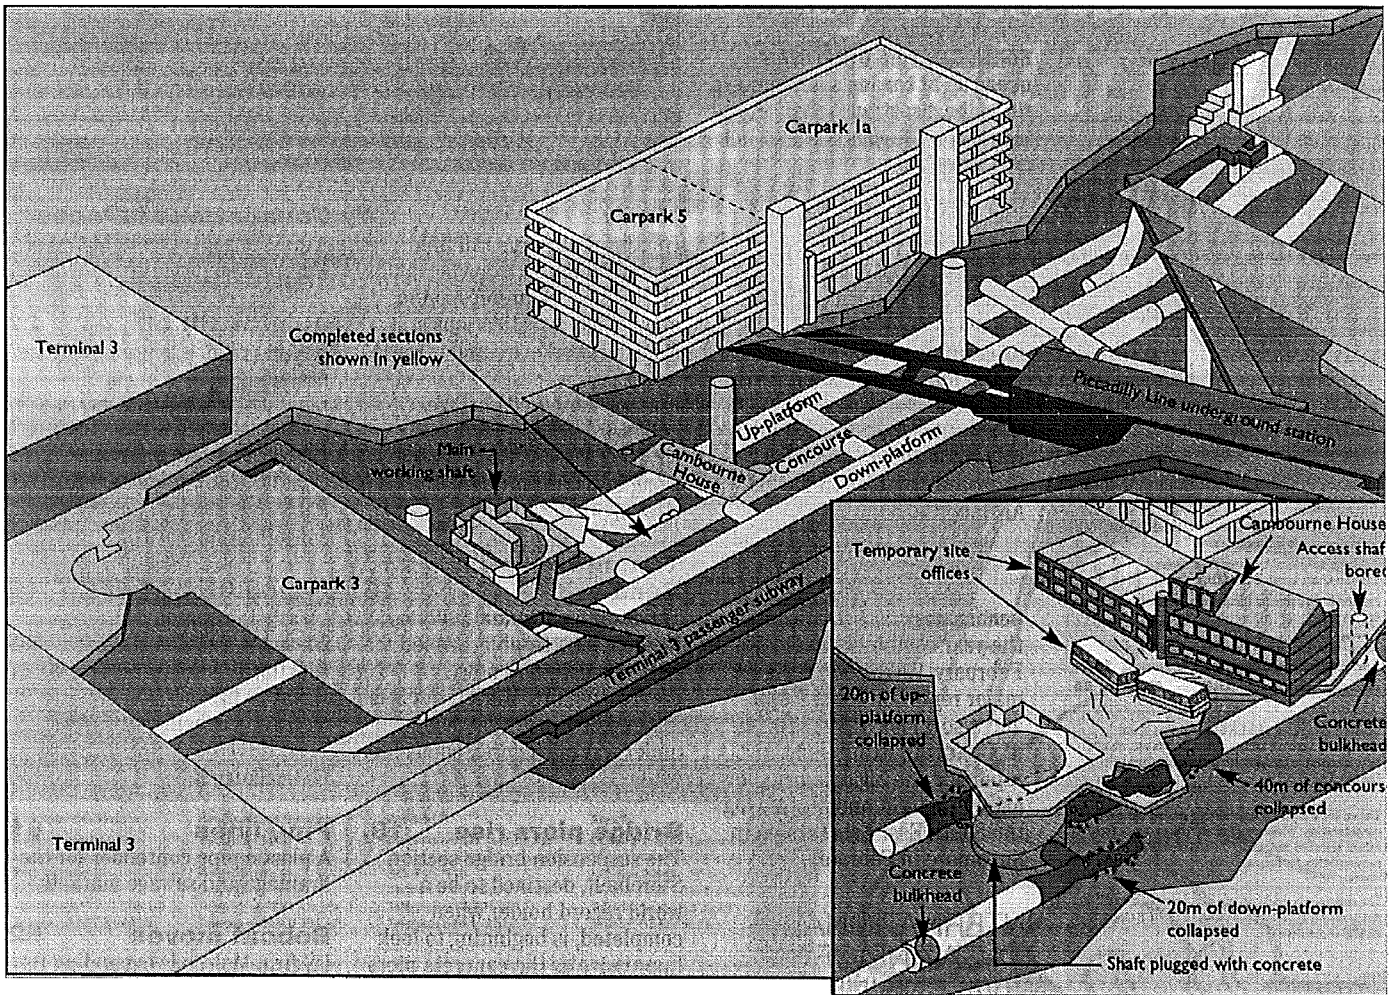 Carpark 1a
Carpark 5
Terminal 3
Completed sections
shown in yellow
Up-platform
Concourse
Down-platform
Piccadilly Line underground station
Main
working shaft
Cambourne
House
Carpark 3
Terminal 3 passenger subway
Terminal 3
Temporary site
offices
Cambourne House
Access shaf
bored
20m of up-
platform
collapsed
Concrete
bulkhead
40m of concours
collapsed
Concrete
bulkhead
20m of down-platform
collapsed
Shaft plugged with concrete
Bridge piers rise